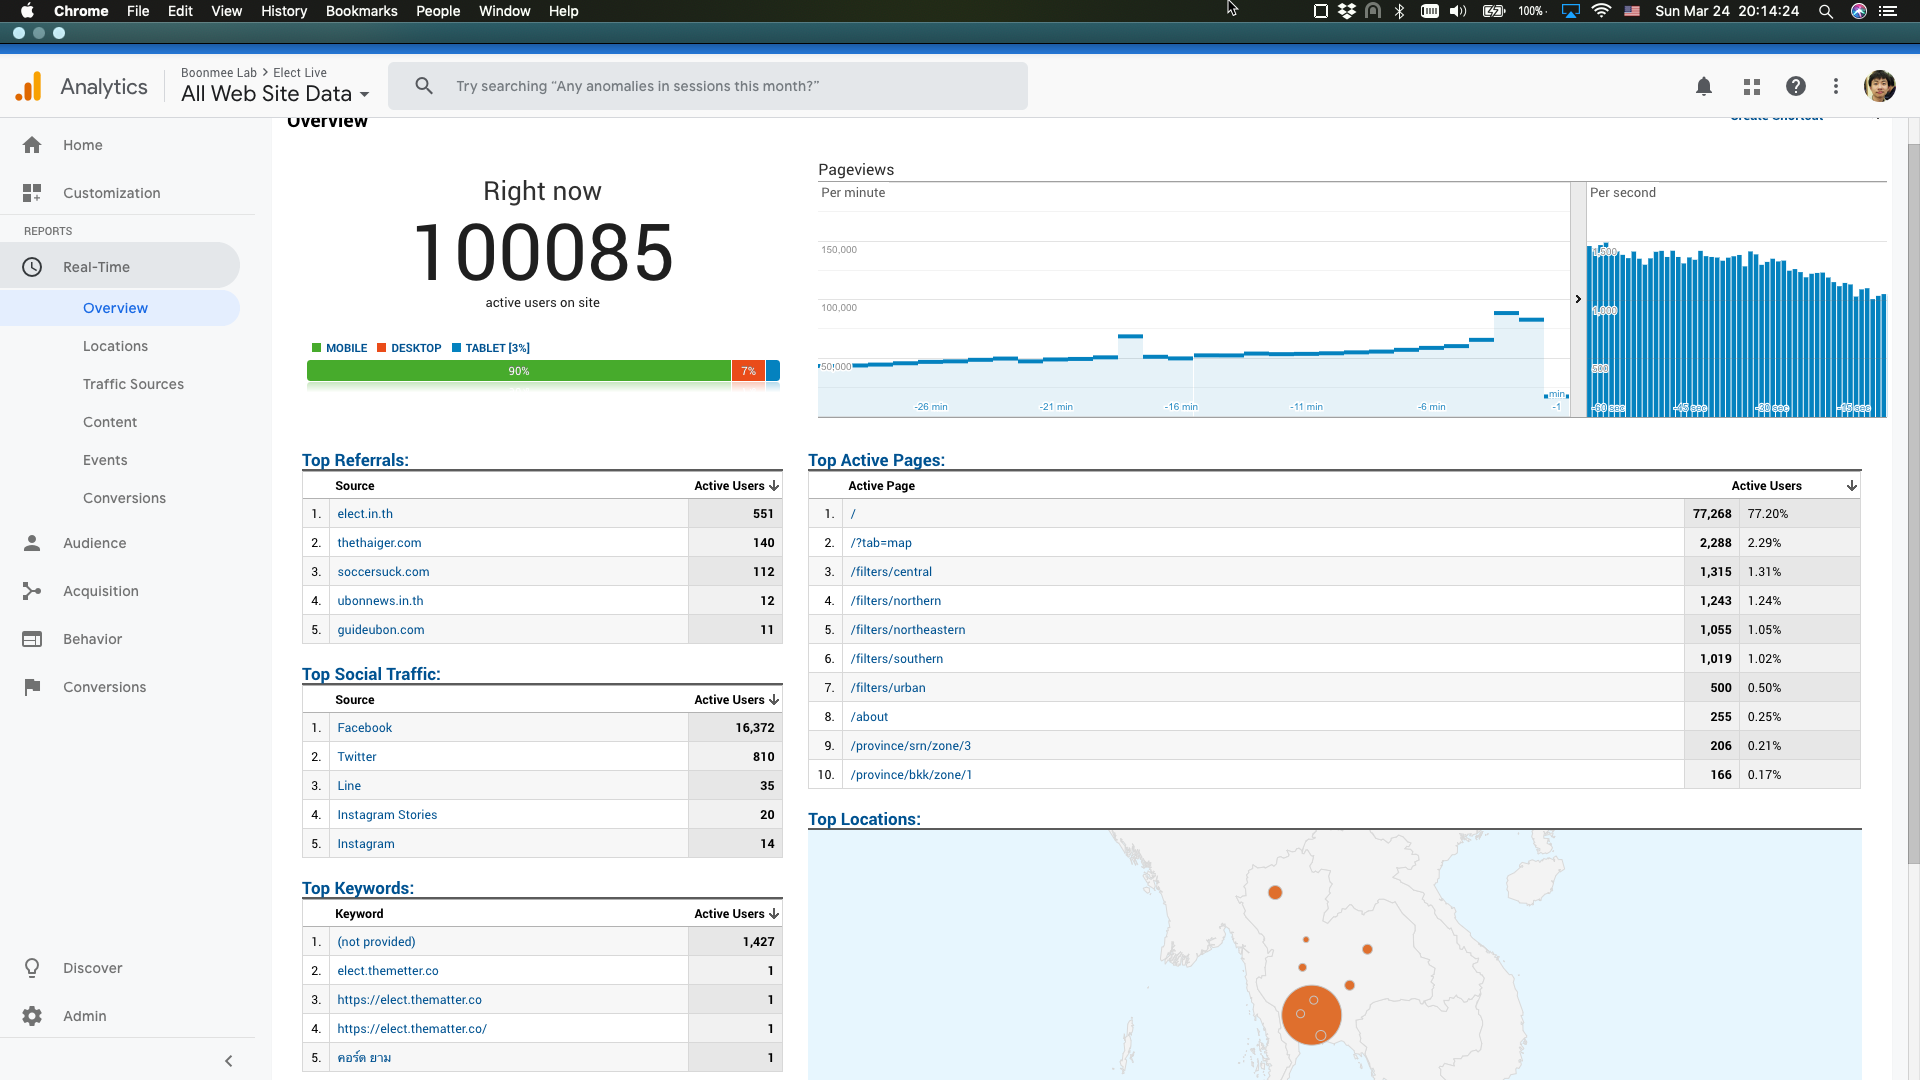 Chrome File Edit View History Bookmarks People Window Help
100% Sun Mar 24 20:14:24
Analytics
Boonmee Lab > Elect Live
All Web Site Data
Try searching “Any anomalies in sessions this month?”
Home
Customization
REPORTS
Real-Time
Overview
Locations
Traffic Sources
Content
Events
Conversions
Audience
Acquisition
Behavior
Conversions
Discover
Admin
Overview
Create Shortcut
Right now
100085
active users on site
MOBILE DESKTOP TABLET [3%]
90% 7%
Pageviews
Per minute
150,000
100,000
50,000
-26 min -21 min -16 min -11 min -6 min min -1
Per second
1,500
1,000
500
-60 sec -45 sec -30 sec -15 sec
Top Referrals:
Source Active Users
1. elect.in.th 551
2. thethaiger.com 140
3. soccersuck.com 112
4. ubonnews.in.th 12
5. guideubon.com 11
Top Social Traffic:
Source Active Users
1. Facebook 16,372
2. Twitter 810
3. Line 35
4. Instagram Stories 20
5. Instagram 14
Top Keywords:
Keyword Active Users
1. (not provided) 1,427
2. elect.themetter.co 1
3. https://elect.thematter.co 1
4. https://elect.thematter.co/ 1
5. คอร์ด ยาม 1
Top Active Pages:
Active Page Active Users
1. / 77,268 77.20%
2. /?tab=map 2,288 2.29%
3. /filters/central 1,315 1.31%
4. /filters/northern 1,243 1.24%
5. /filters/northeastern 1,055 1.05%
6. /filters/southern 1,019 1.02%
7. /filters/urban 500 0.50%
8. /about 255 0.25%
9. /province/srn/zone/3 206 0.21%
10. /province/bkk/zone/1 166 0.17%
Top Locations: